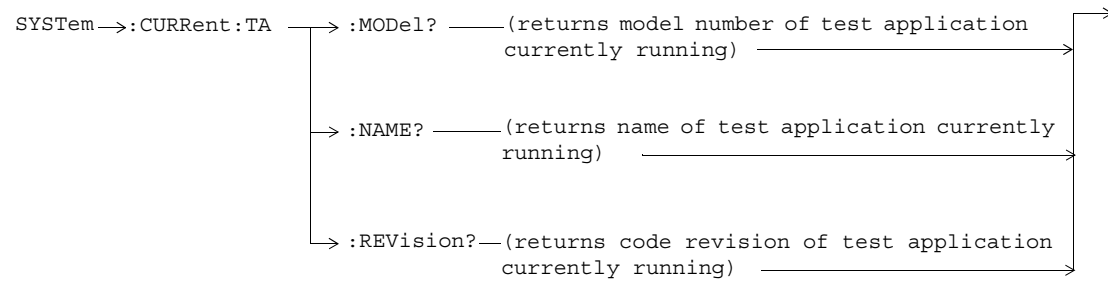 SYSTem :CURRent:TA :MODel? (returns model number of test application
currently running)
:NAME? (returns name of test application currently
running)
:REVision? (returns code revision of test application
currently running)